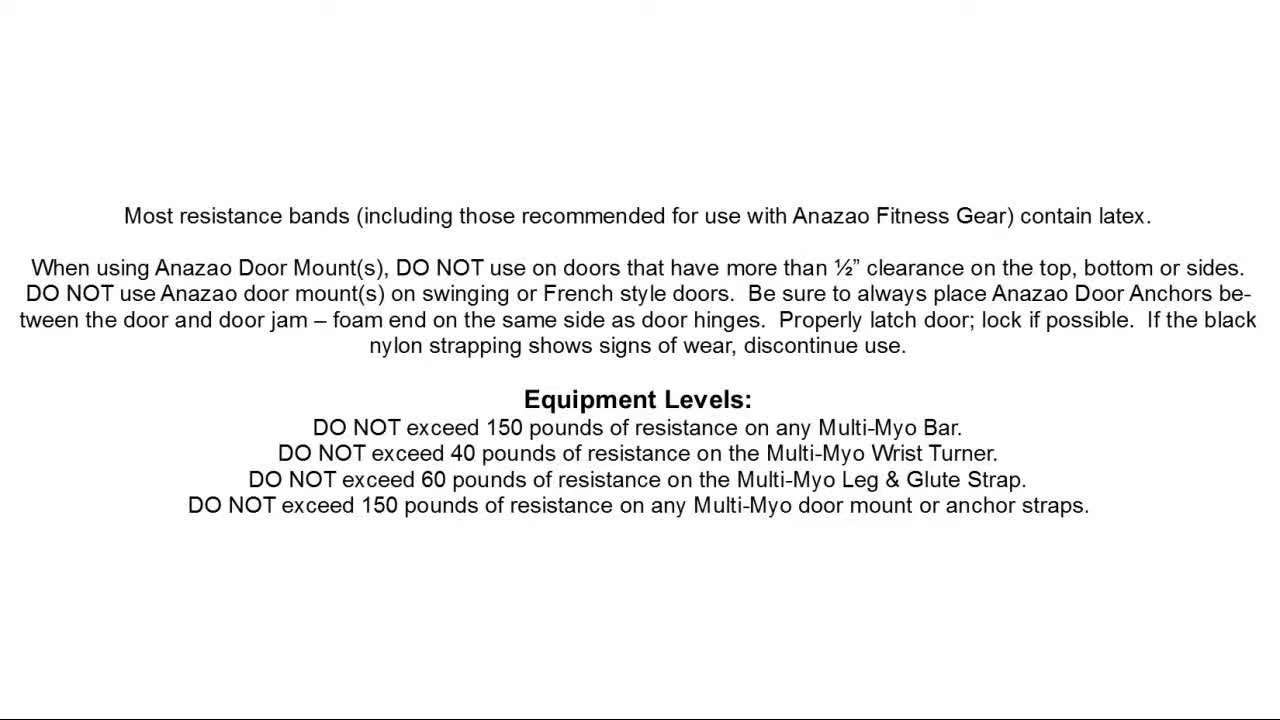 Most resistance bands (including those recommended for use with Anazao Fitness Gear) contain latex.
When using Anazao Door Mount(s), DO NOT use on doors that have more than ½” clearance on the top, bottom or sides.
DO NOT use Anazao door mount(s) on swinging or French style doors.  Be sure to always place Anazao Door Anchors be-
tween the door and door jam – foam end on the same side as door hinges.  Properly latch door; lock if possible.  If the black
nylon strapping shows signs of wear, discontinue use.
Equipment Levels:
DO NOT exceed 150 pounds of resistance on any Multi-Myo Bar.
DO NOT exceed 40 pounds of resistance on the Multi-Myo Wrist Turner.
DO NOT exceed 60 pounds of resistance on the Multi-Myo Leg & Glute Strap.
DO NOT exceed 150 pounds of resistance on any Multi-Myo door mount or anchor straps.